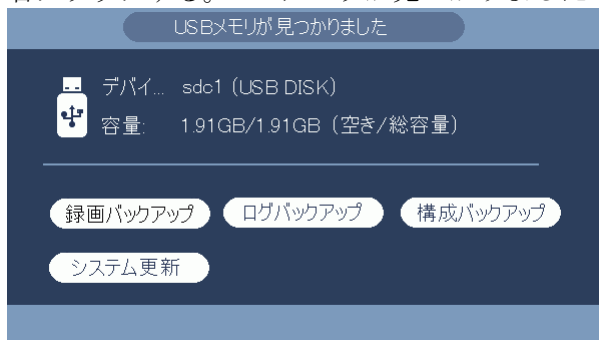 USBメモリが見つかりました
デバイ... sdc1 (USB DISK)
容量: 1.91GB/1.91GB (空き/総容量)
録画バックアップ ログバックアップ 構成バックアップ
システム更新